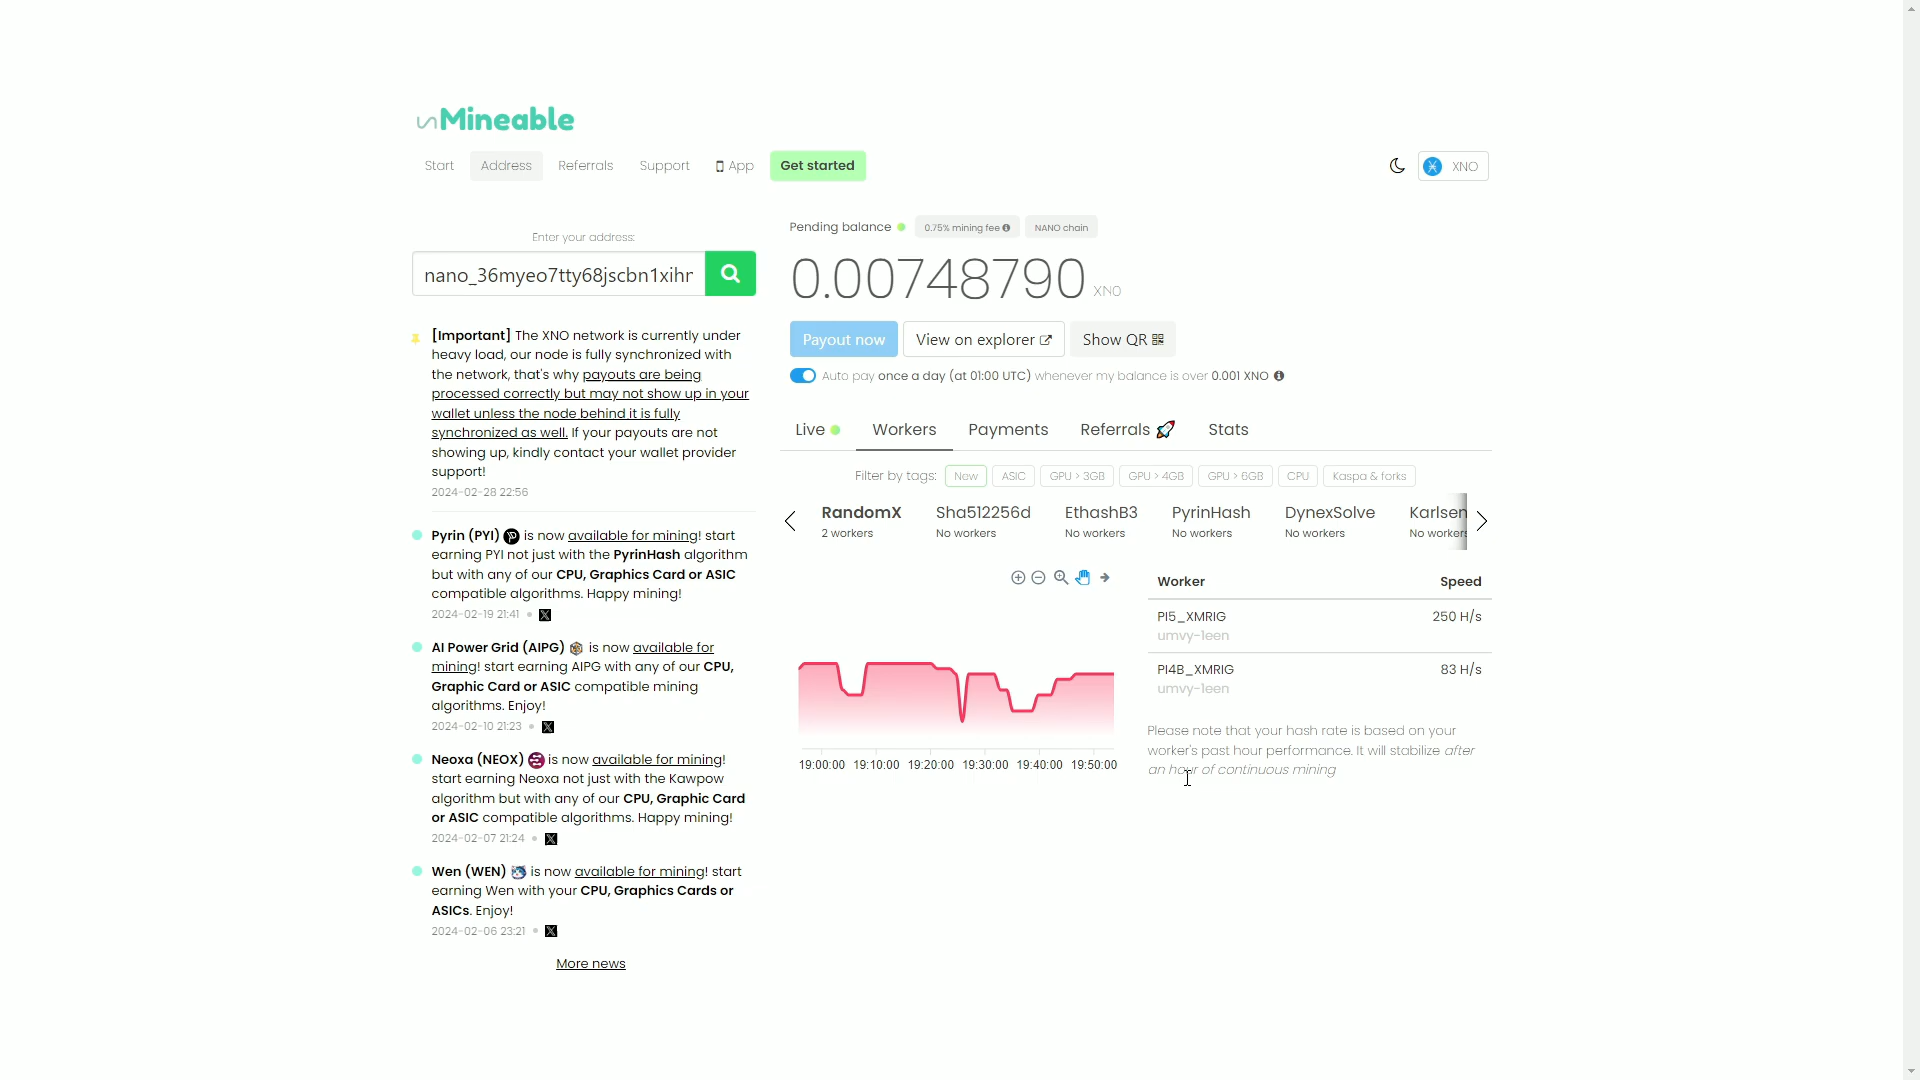 unMineable
Start
Address
Referrals
Support
App
Get started
XNO
Enter your address:
nano_36myeo7tty68jscbn1xihr
[Important] The XNO network is currently under
heavy load, our node is fully synchronized with
the network, that's why payouts are being
processed correctly but may not show up in your
wallet unless the node behind it is fully
synchronized as well. If your payouts are not
showing up, kindly contact your wallet provider
support!
2024-02-28 22:56
Pyrin (PYI) is now available for mining! start
earning PYI not just with the PyrinHash algorithm
but with any of our CPU, Graphics Card or ASIC
compatible algorithms. Happy mining!
2024-02-19 21:41
AI Power Grid (AIPG) is now available for
mining! start earning AIPG with any of our CPU,
Graphic Card or ASIC compatible mining
algorithms. Enjoy!
2024-02-10 21:23
Neoxa (NEOX) is now available for mining!
start earning Neoxa not just with the Kawpow
algorithm but with any of our CPU, Graphic Card
or ASIC compatible algorithms. Happy mining!
2024-02-07 21:24
Wen (WEN) is now available for mining! start
earning Wen with your CPU, Graphics Cards or
ASICs. Enjoy!
2024-02-06 23:21
More news
Pending balance
0.75% mining fee
NANO chain
0.00748790 XNO
Payout now
View on explorer
Show QR
Auto pay once a day (at 01:00 UTC) whenever my balance is over 0.001 XNO
Live
Workers
Payments
Referrals
Stats
Filter by tags: New ASIC GPU > 3GB GPU > 4GB GPU > 6GB CPU Kaspa & forks
RandomX Sha512256d EthashB3 PyrinHash DynexSolve Karlsen
2 workers No workers No workers No workers No workers No workers
19:00:00 19:10:00 19:20:00 19:30:00 19:40:00 19:50:00
Worker Speed
PI5_XMRIG 250 H/s
umvy-1een
PI4B_XMRIG 83 H/s
umvy-1een
Please note that your hash rate is based on your
worker's past hour performance. It will stabilize after
an hour of continuous mining